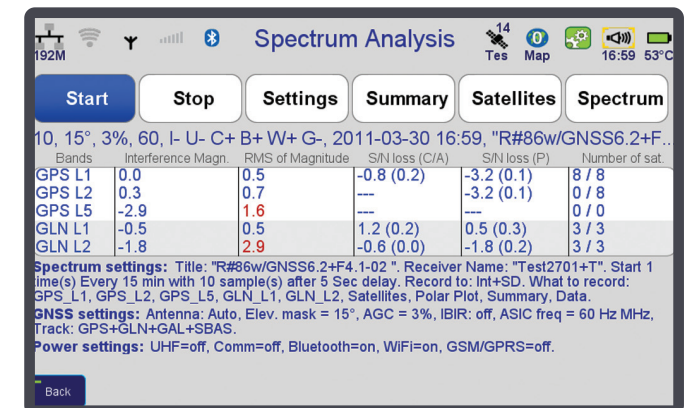 Spectrum Analysis
14
192M
Tes
0
Map
16:59
53°C
Start Stop Settings Summary Satellites Spectrum
10, 15°, 3%, 60, I- U- C+ B+ W+ G-, 2011-03-30 16:59, "R#86w/GNSS6.2+F...
Bands Interference Magn. RMS of Magnitude S/N loss (C/A) S/N loss (P) Number of sat.
GPS L1 0.0 0.5 -0.8 (0.2) -3.2 (0.1) 8 / 8
GPS L2 0.3 0.7 --- -3.2 (0.1) 0 / 8
GPS L5 -2.9 1.6 --- --- 0 / 0
GLN L1 -0.5 0.5 1.2 (0.2) 0.5 (0.3) 3 / 3
GLN L2 -1.8 2.9 -0.6 (0.0) -1.8 (0.2) 3 / 3
Spectrum settings: Title: "R#86w/GNSS6.2+F4.1-02 ". Receiver Name: "Test2701+T". Start 1
time(s) Every 15 min with 10 sample(s) after 5 Sec delay. Record to: Int+SD. What to record:
GPS_L1, GPS_L2, GPS_L5, GLN_L1, GLN_L2, Satellites, Polar Plot, Summary, Data.
GNSS settings: Antenna: Auto, Elev. mask = 15°, AGC = 3%, IBIR: off, ASIC freq = 60 Hz MHz,
Track: GPS+GLN+GAL+SBAS.
Power settings: UHF=off, Comm=off, Bluetooth=on, WiFi=on, GSM/GPRS=off.
Back